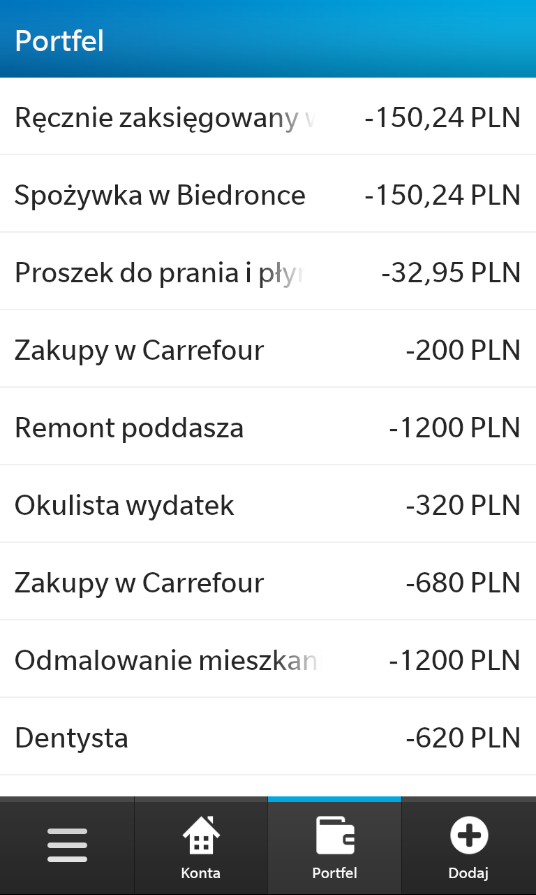 Portfel
Ręcznie zaksięgowany
-150,24 PLN
Spożywka w Biedronce
-150,24 PLN
Proszek do prania i
-32,95 PLN
Zakupy w Carrefour
-200 PLN
Remont poddasza
-1200 PLN
Okulista wydatek
-320 PLN
Zakupy w Carrefour
-680 PLN
Odmalowanie
-1200 PLN
Dentysta
-620 PLN
Konta
Portfel
Dodaj